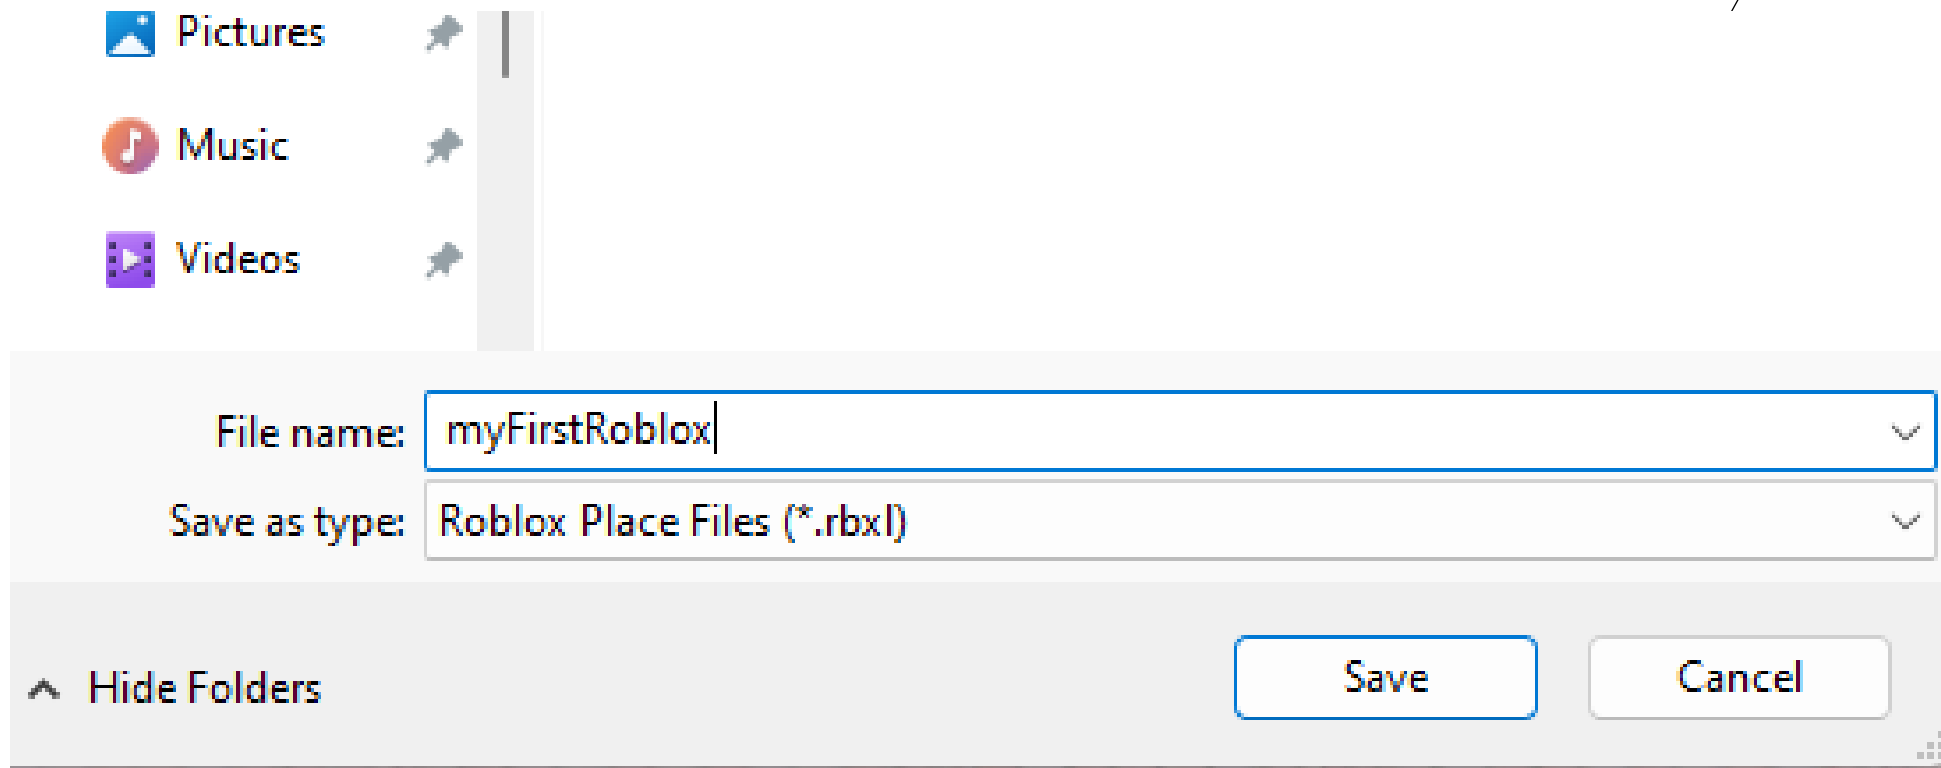 Pictures
Music
Videos
File name: myFirstRoblox
Save as type: Roblox Place Files (*.rbxl)
Hide Folders Save Cancel